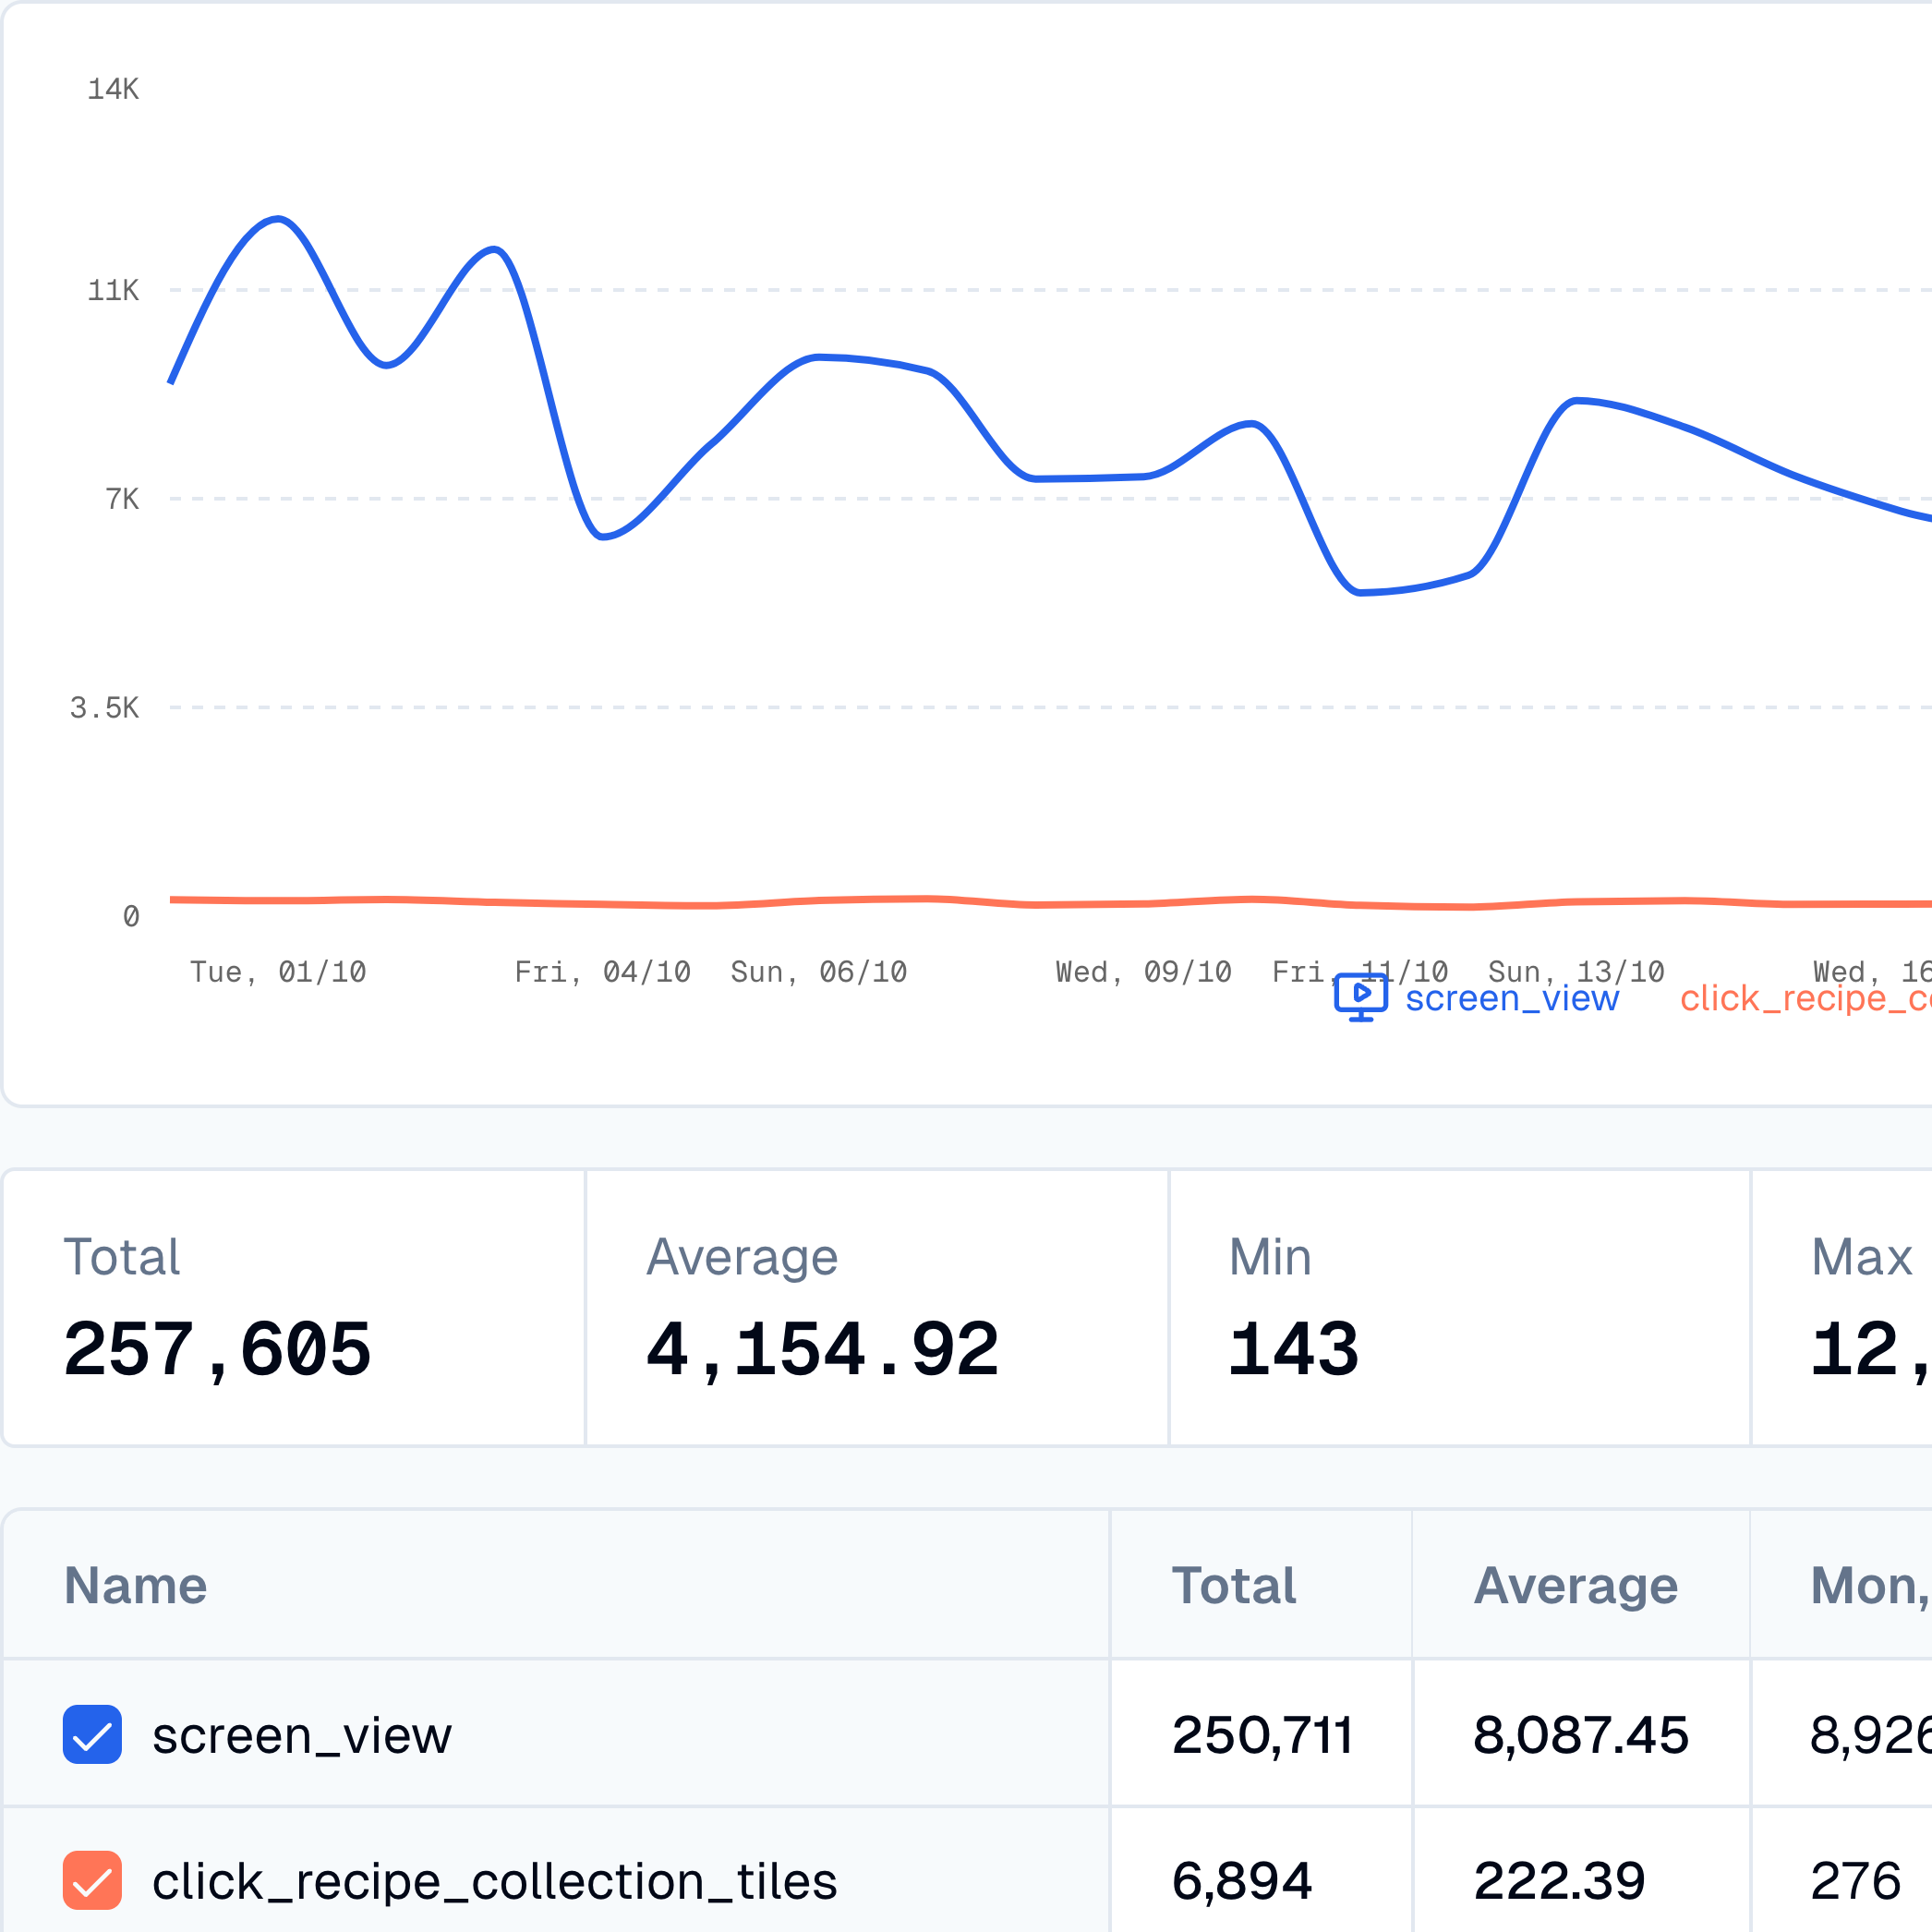 14K
11K
7K
3.5K
0
Tue, 01/10 Fri, 04/10 Sun, 06/10 Wed, 09/10 Fri, 11/10 Sun, 13/10 Wed, 16
screen_view click_recipe_c
Total Average Min Max
257,605 4,154.92 143 12,
Name Total Average Mon,
screen_view 250,711 8,087.45 8,926
click_recipe_collection_tiles 6,894 222.39 276